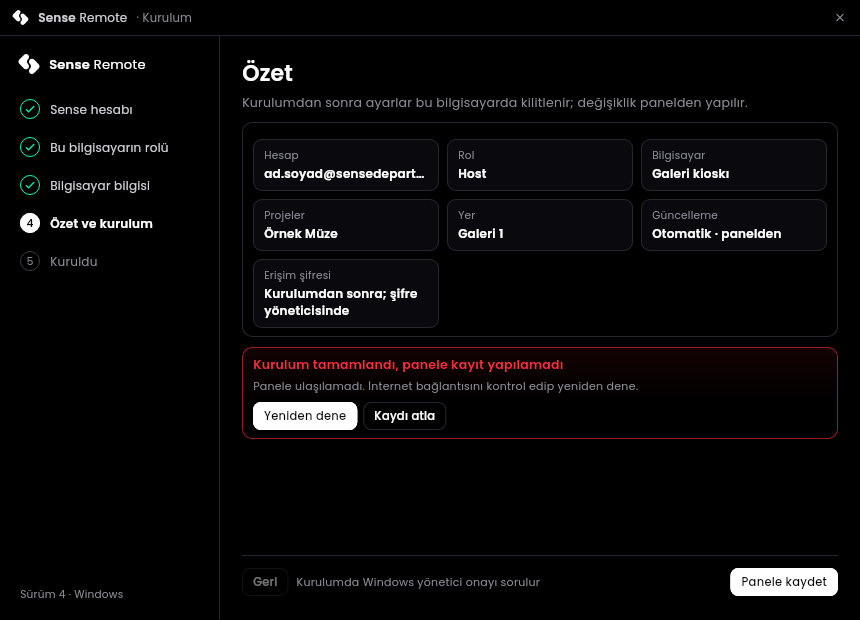 Sense Remote · Kurulum
Sense Remote
Sense hesabı
Bu bilgisayarın rolü
Bilgisayar bilgisi
4 Özet ve kurulum
5 Kuruldu
Sürüm 4 · Windows
Özet
Kurulumdan sonra ayarlar bu bilgisayarda kilitlenir; değişiklik panelden yapılır.
Hesap
ad.soyad@sensedepart...
Rol
Host
Bilgisayar
Galeri kioskı
Projeler
Örnek Müze
Yer
Galeri 1
Güncelleme
Otomatik · panelden
Erişim şifresi
Kurulumdan sonra; şifre
yöneticisinde
Kurulum tamamlandı, panele kayıt yapılamadı
Panele ulaşılamadı. İnternet bağlantısını kontrol edip yeniden dene.
Yeniden dene
Kaydı atla
Geri
Kurulumda Windows yönetici onayı sorulur
Panele kaydet